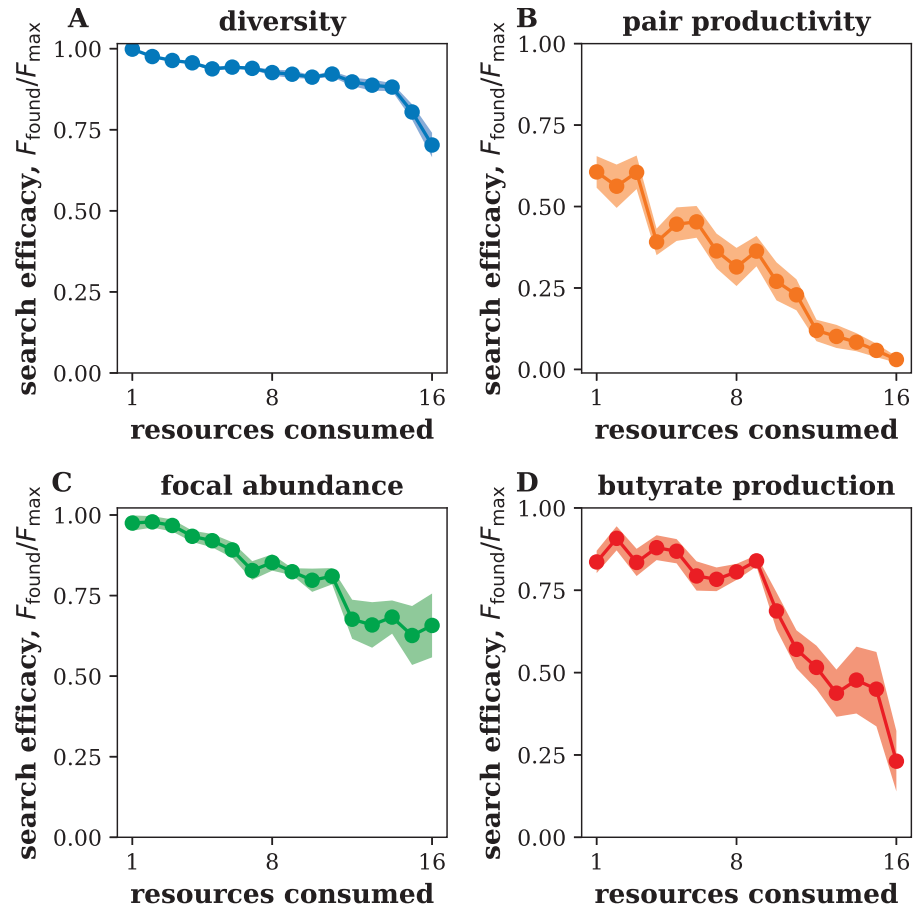 A
diversity
search efficacy, F_found/F_max
1.00
0.75
0.50
0.25
0.00
1 8 16
resources consumed
B
pair productivity
search efficacy, F_found/F_max
1.00
0.75
0.50
0.25
0.00
1 8 16
resources consumed
C
focal abundance
search efficacy, F_found/F_max
1.00
0.75
0.50
0.25
0.00
1 8 16
resources consumed
D
butyrate production
search efficacy, F_found/F_max
1.00
0.75
0.50
0.25
0.00
1 8 16
resources consumed